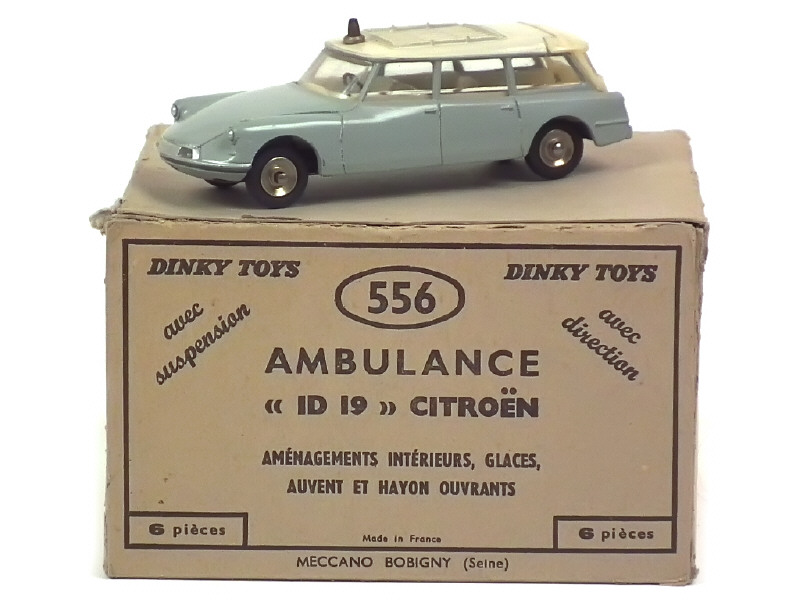 DINKY TOYS
DINKY TOYS
556
avec
suspension
avec
direction
AMBULANCE
« ID 19 » CITROËN
AMÉNAGEMENTS INTÉRIEURS, GLACES,
AUVENT ET HAYON OUVRANTS
6 pièces
Made in France
6 pièces
MECCANO BOBIGNY (Seine)